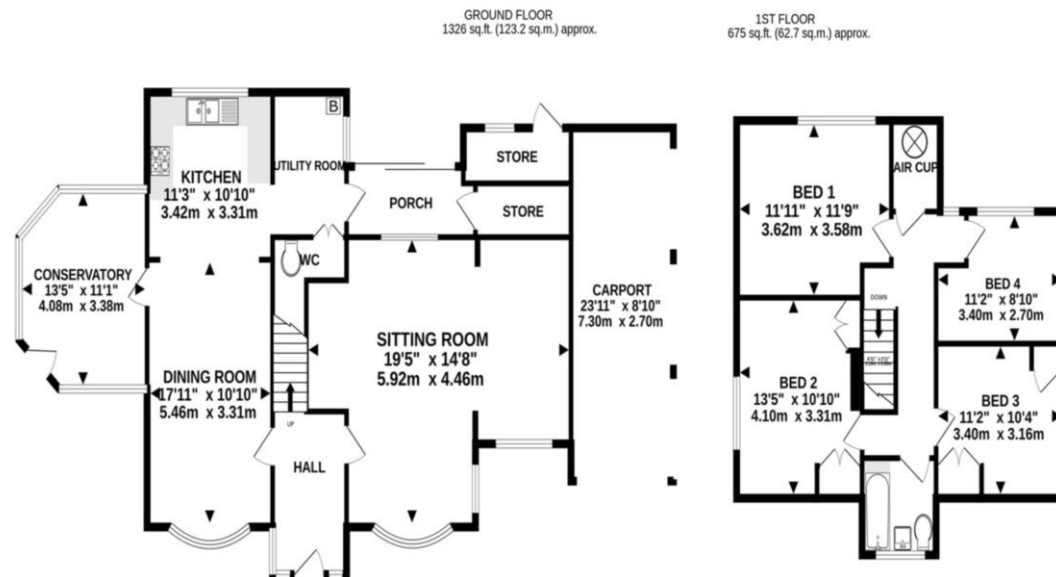 GROUND FLOOR
1326 sq.ft. (123.2 sq.m.) approx.
1ST FLOOR
675 sq.ft. (62.7 sq.m.) approx.
B
KITCHEN
11'3" x 10'10"
3.42m x 3.31m
UTILITY ROOM
STORE
STORE
PORCH
WC
CONSERVATORY
13'5" x 11'1"
4.08m x 3.38m
CARPORT
23'11" x 8'10"
7.30m x 2.70m
SITTING ROOM
19'5" x 14'8"
5.92m x 4.46m
DINING ROOM
17'11" x 10'10"
5.46m x 3.31m
UP
HALL
AIR CUP
BED 1
11'11" x 11'9"
3.62m x 3.58m
BED 4
11'2" x 8'10"
3.40m x 2.70m
DOWN
BED 2
13'5" x 10'10"
4.10m x 3.31m
BED 3
11'2" x 10'4"
3.40m x 3.16m